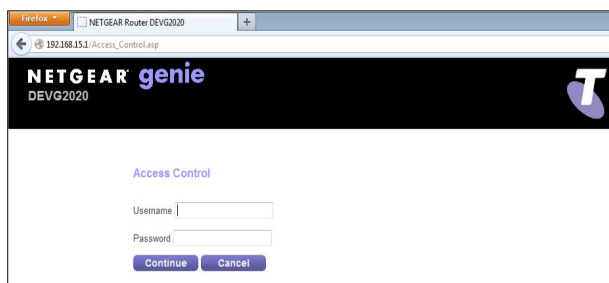 Firefox
NETGEAR Router DEVG2020
+
192.168.15.1/Access_Control.asp
NETGEAR genie
DEVG2020
T
Access Control
Username
Password
Continue Cancel